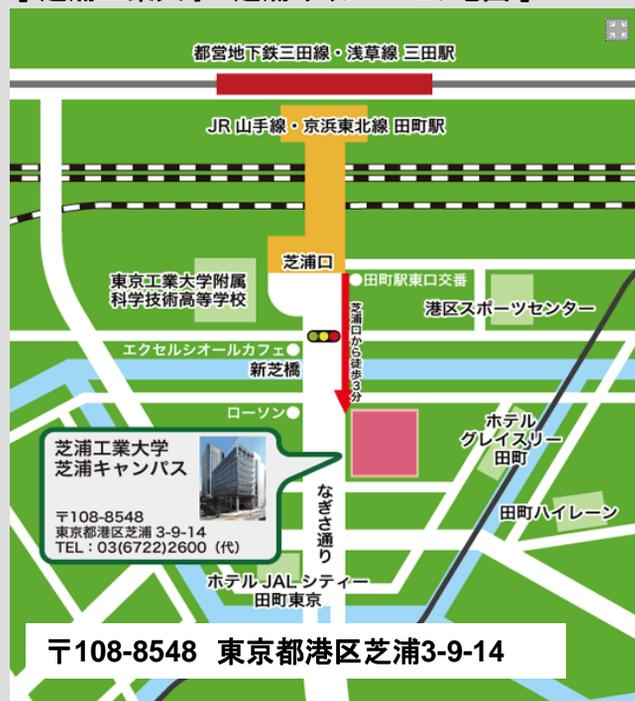 都営地下鉄三田線・浅草線 三田駅
JR 山手線・京浜東北線 田町駅
芝浦口
東京工業大学附属
科学技術高等学校
田町駅東口交番
港区スポーツセンター
芝浦口から徒歩3分
エクセルシオールカフェ
新芝橋
ローソン
ホテル
グレイスリー
田町
芝浦工業大学
芝浦キャンパス
〒108-8548
東京都港区芝浦 3-9-14
TEL：03(6722)2600（代）
なぎさ通り
田町ハイレーン
ホテル JAL シティー
田町東京
〒108-8548 東京都港区芝浦3-9-14